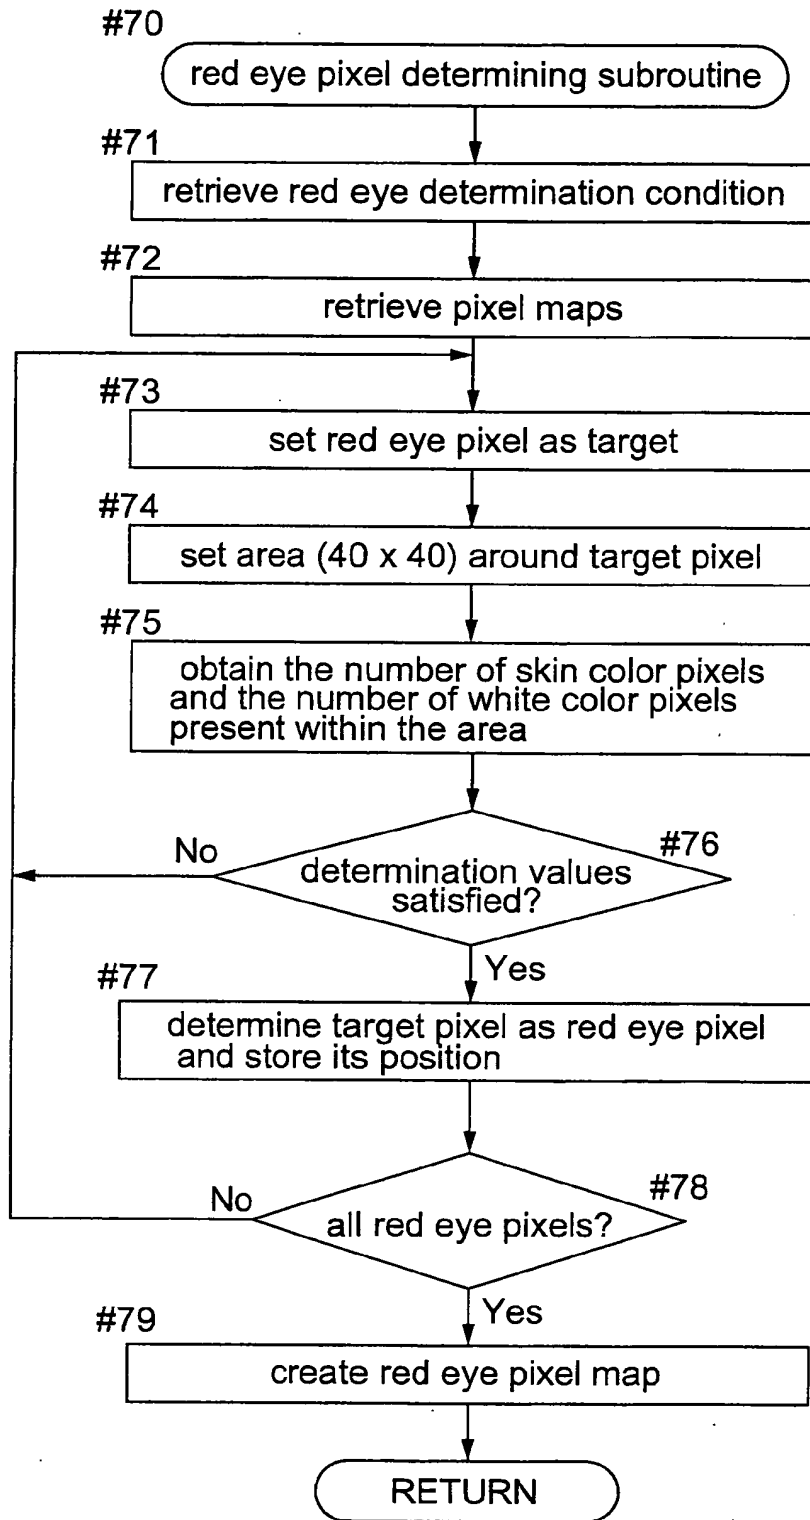 #70
red eye pixel determining subroutine
#71
retrieve red eye determination condition
#72
retrieve pixel maps
#73
set red eye pixel as target
#74
set area (40 x 40) around target pixel
#75
obtain the number of skin color pixels
and the number of white color pixels
present within the area
No
#76
determination values
satisfied?
Yes
#77
determine target pixel as red eye pixel
and store its position
No
#78
all red eye pixels?
Yes
#79
create red eye pixel map
RETURN